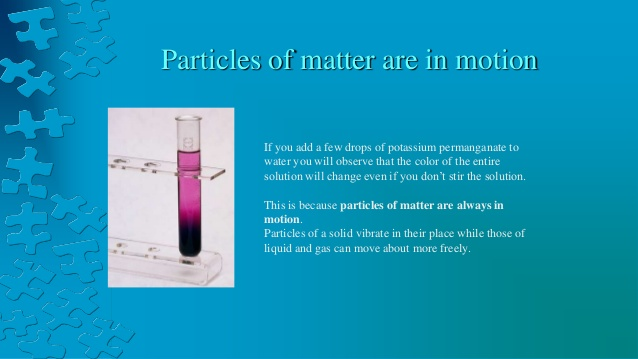 Particles of matter are in motion
If you add a few drops of potassium permanganate to
water you will observe that the color of the entire
solution will change even if you don’t stir the solution.
This is because particles of matter are always in
motion.
Particles of a solid vibrate in their place while those of
liquid and gas can move about more freely.